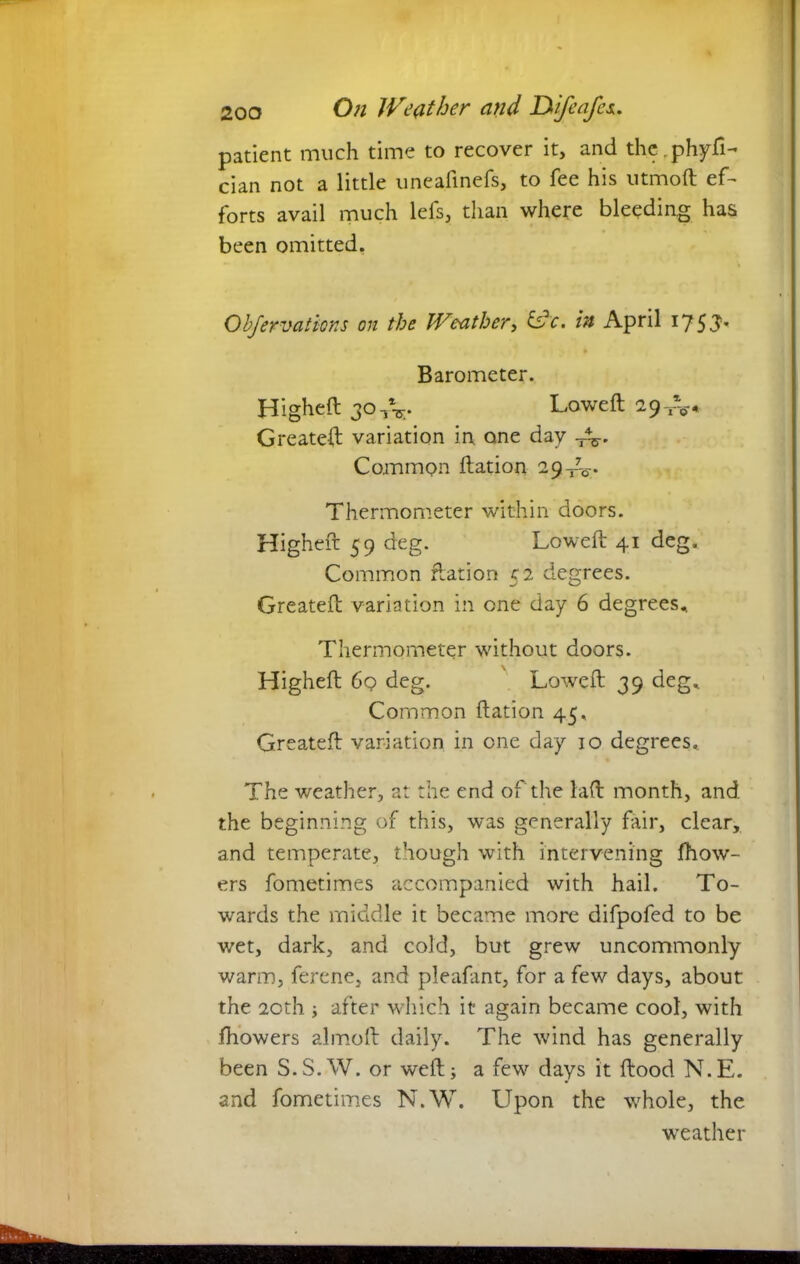 200 On Weather and Diſeaſes.
patient much time to recover it, and the phyſi-
cian not a little uneaſineſs, to ſee his utmoſt ef-
forts avail much leſs, than where bleeding has
been omitted.
Obſervations on the Weather, &c. in April 1753.
Barometer.
Higheſt 30 Loweſt 29
Greateſt variation in one day
Common ſtation 29 7/10.
Thermometer within doors.
Higheſt 59 deg. Loweſt 41 deg.
Common ſtation 52 degrees.
Greateſt variation in one day 6 degrees.
Thermometer without doors.
Higheſt 60 deg. Loweſt 39 deg.
Common ſtation 45.
Greateſt variation in one day 10 degrees.
The weather, at the end of the laſt month, and
the beginning of this, was generally fair, clear,
and temperate, though with intervening ſhow-
ers ſometimes accompanied with hail. To-
wards the middle it became more diſpoſed to be
wet, dark, and cold, but grew uncommonly
warm, ſerene, and pleaſant, for a few days, about
the 20th; after which it again became cool, with
ſhowers almoſt daily. The wind has generally
been S.S.W. or weſt; a few days it ſtood N.E.
and ſometimes N.W. Upon the whole, the
weather